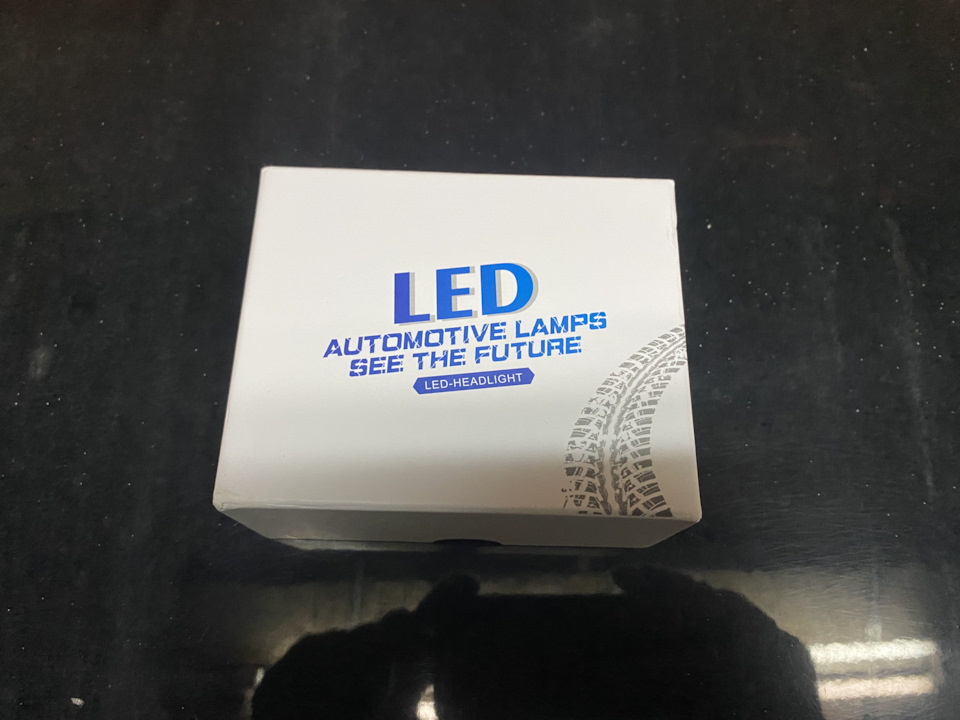 LED
AUTOMOTIVE LAMPS
SEE THE FUTURE
LED-HEADLIGHT